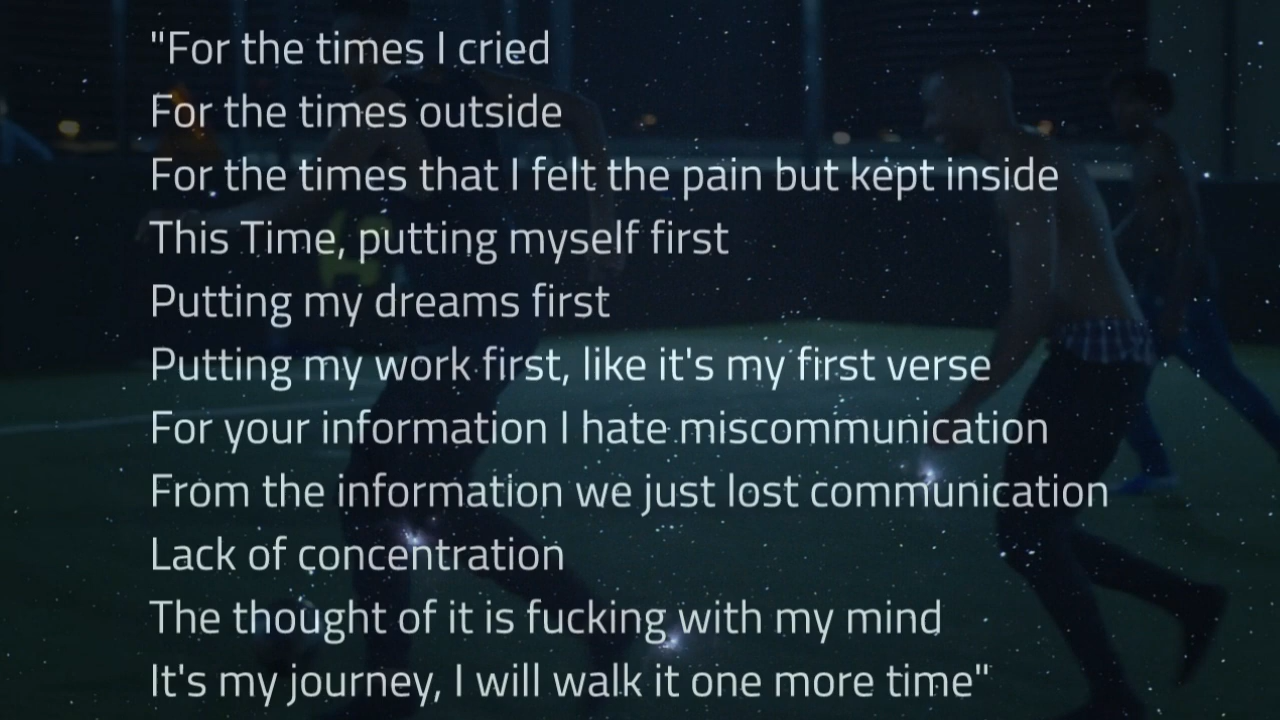 "For the times I cried
For the times outside
For the times that I felt the pain but kept inside
This Time, putting myself first
Putting my dreams first
Putting my work first, like it's my first verse
For your information I hate miscommunication
From the information we just lost communication
Lack of concentration
The thought of it is fucking with my mind
It's my journey, I will walk it one more time"